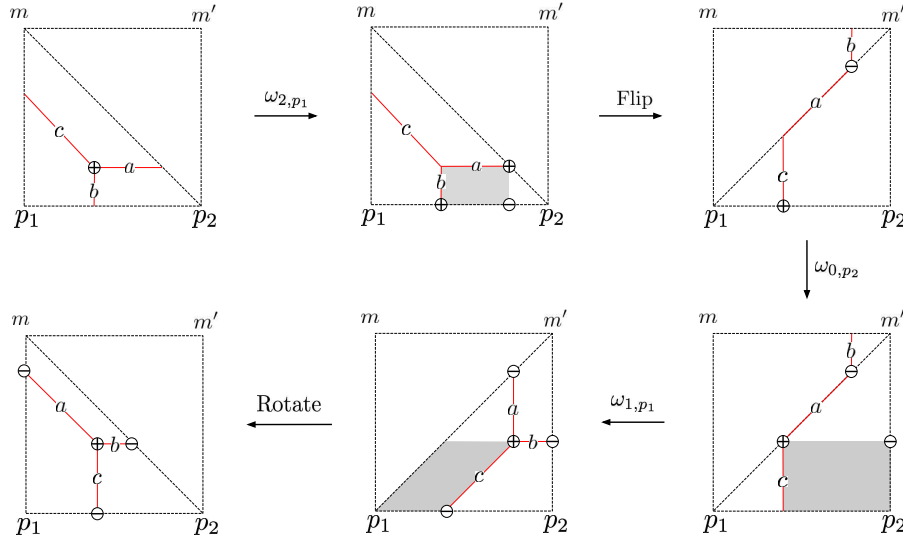 m m′
c
⊕ a
b
p₁ p₂
ω₂,ₚ₁
m m′
c
a ⊕
b
⊕ ⊖
p₁ p₂
Flip
m m′
b
⊖
a
c
⊕
p₁ p₂
ω₀,ₚ₂
m m′
⊖
a
⊕ b ⊖
c
⊖
p₁ p₂
Rotate
m m′
⊖
a
⊕ b ⊖
c
⊖
p₁ p₂
ω₁,ₚ₁
m m′
b
⊖
a
⊕ ⊖
c
p₁ p₂